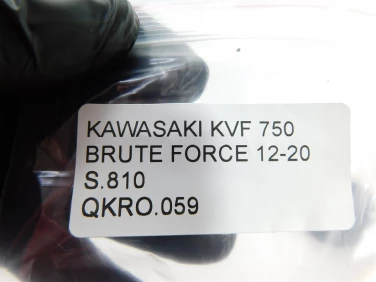 KAWASAKI KVF 750
BRUTE FORCE 12-20
S.810
QKRO.059